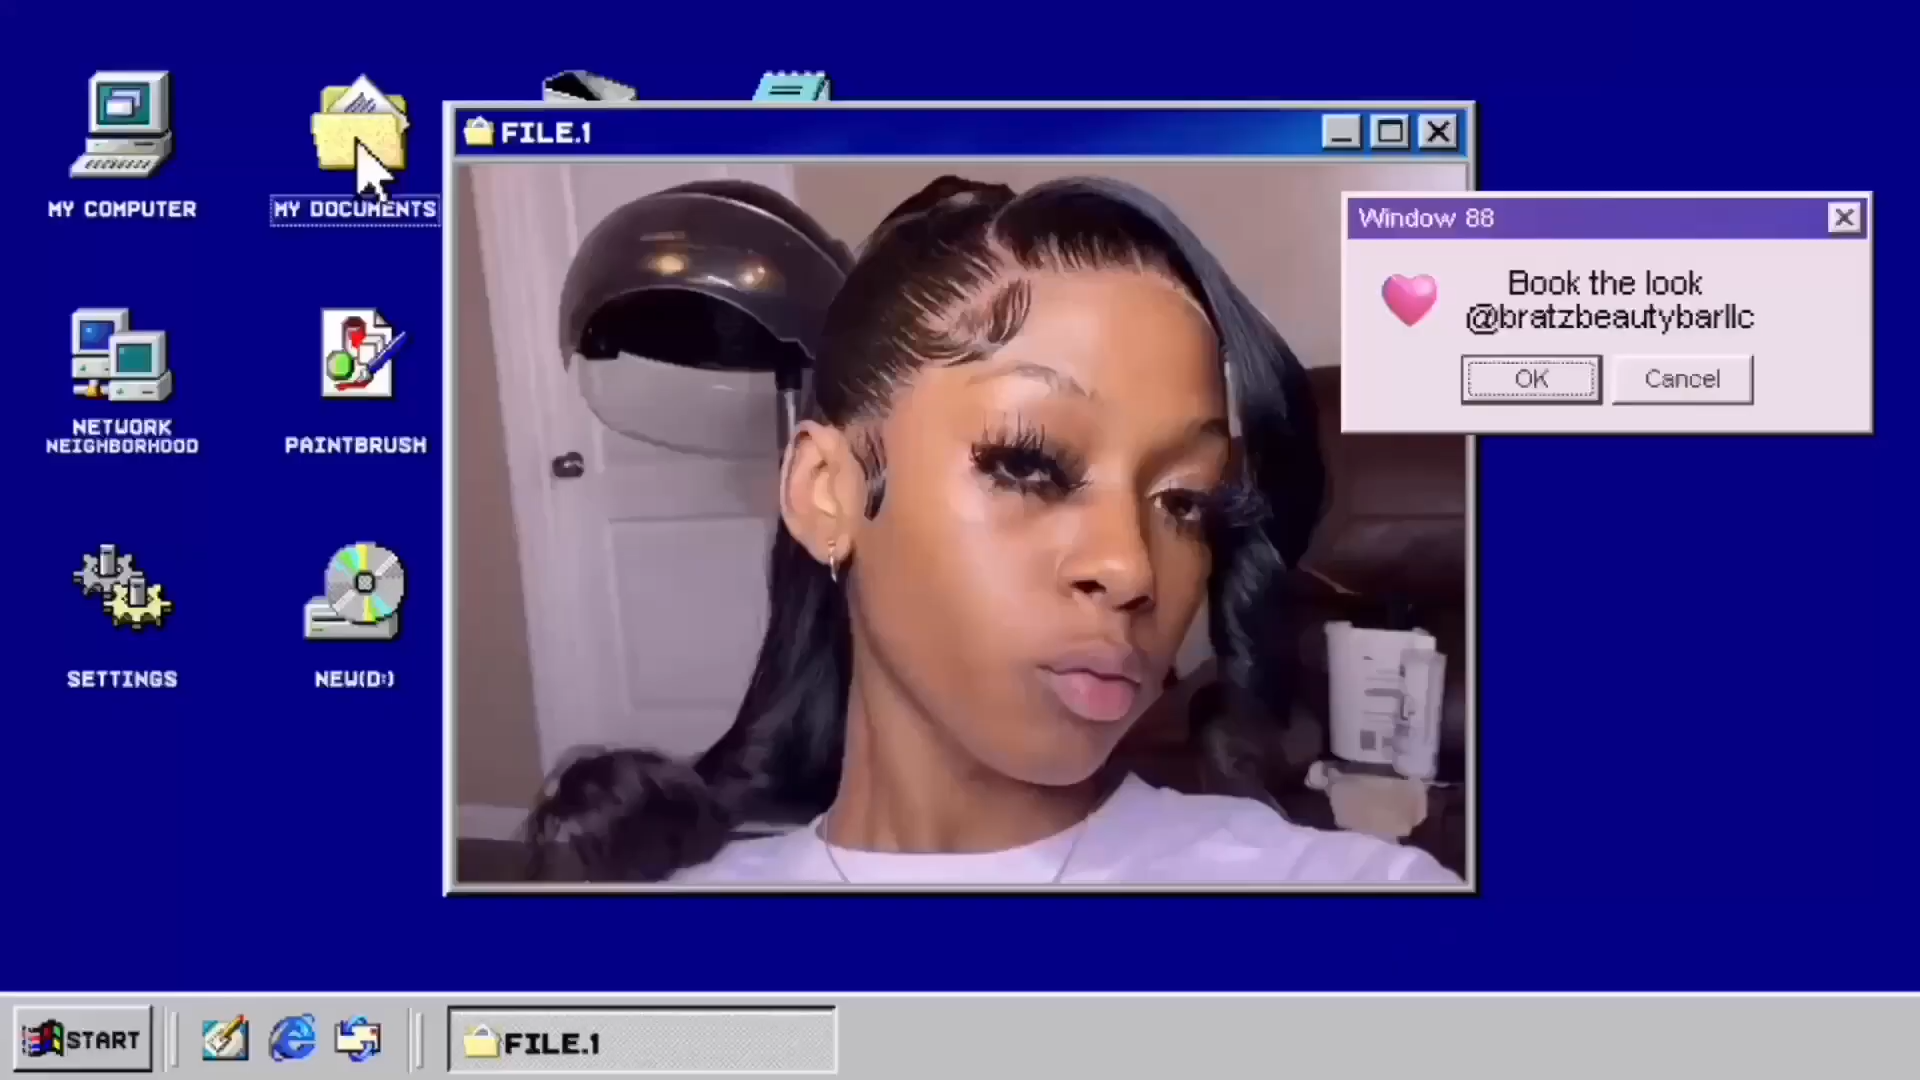 MY COMPUTER
MY DOCUMENTS
FILE.1
Window 88
Book the look
@bratzbeautybarllc
OK
Cancel
NETWORK
NEIGHBORHOOD
PAINTBRUSH
SETTINGS
NEW(D:)
START
FILE.1